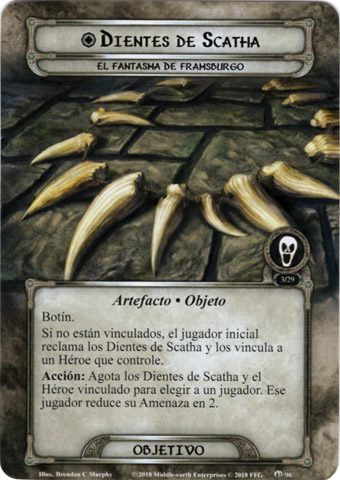 Dientes de Scatha
El fantasma de Framsburgo
3/29
Artefacto • Objeto
Botín.
Si no están vinculados, el jugador inicial
reclama los Dientes de Scatha y los vincula a
un Héroe que controle.
Acción: Agota los Dientes de Scatha y el
Héroe vinculado para elegir a un jugador. Ese
jugador reduce su Amenaza en 2.
Objetivo
Illus. Brendan C Murphy ©2018 Middle-earth Enterprises ©2018 FFG 96